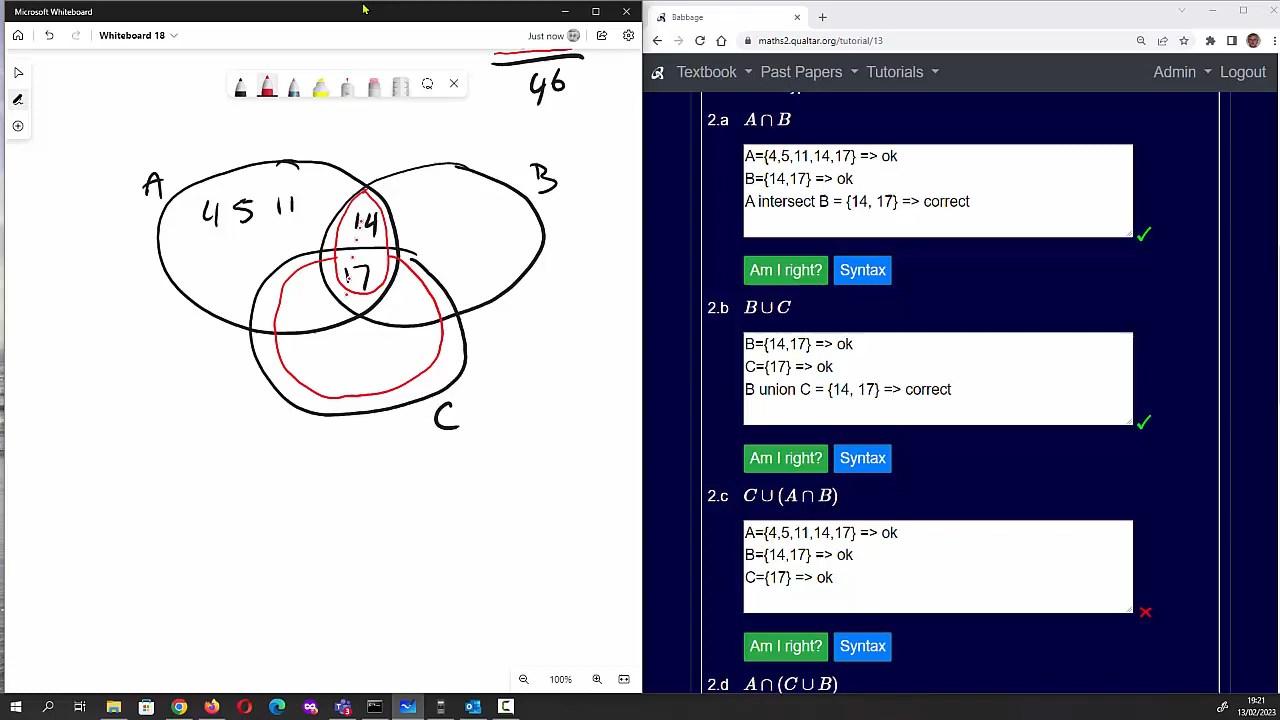 Microsoft Whiteboard
Whiteboard 18
Just now
46
A
B
4 5 11
14
17
C
100%
Babbage
maths2.qualtar.org/tutorial/13
Textbook
Past Papers
Tutorials
Admin
Logout
2.a A∩B
A={4,5,11,14,17} => ok
B={14,17} => ok
A intersect B = {14, 17} => correct
Am I right?
Syntax
2.b B∪C
B={14,17} => ok
C={17} => ok
B union C = {14, 17} => correct
Am I right?
Syntax
2.c C∪(A∩B)
A={4,5,11,14,17} => ok
B={14,17} => ok
C={17} => ok
Am I right?
Syntax
2.d A∩(C∪B)
19:21
13/02/2023